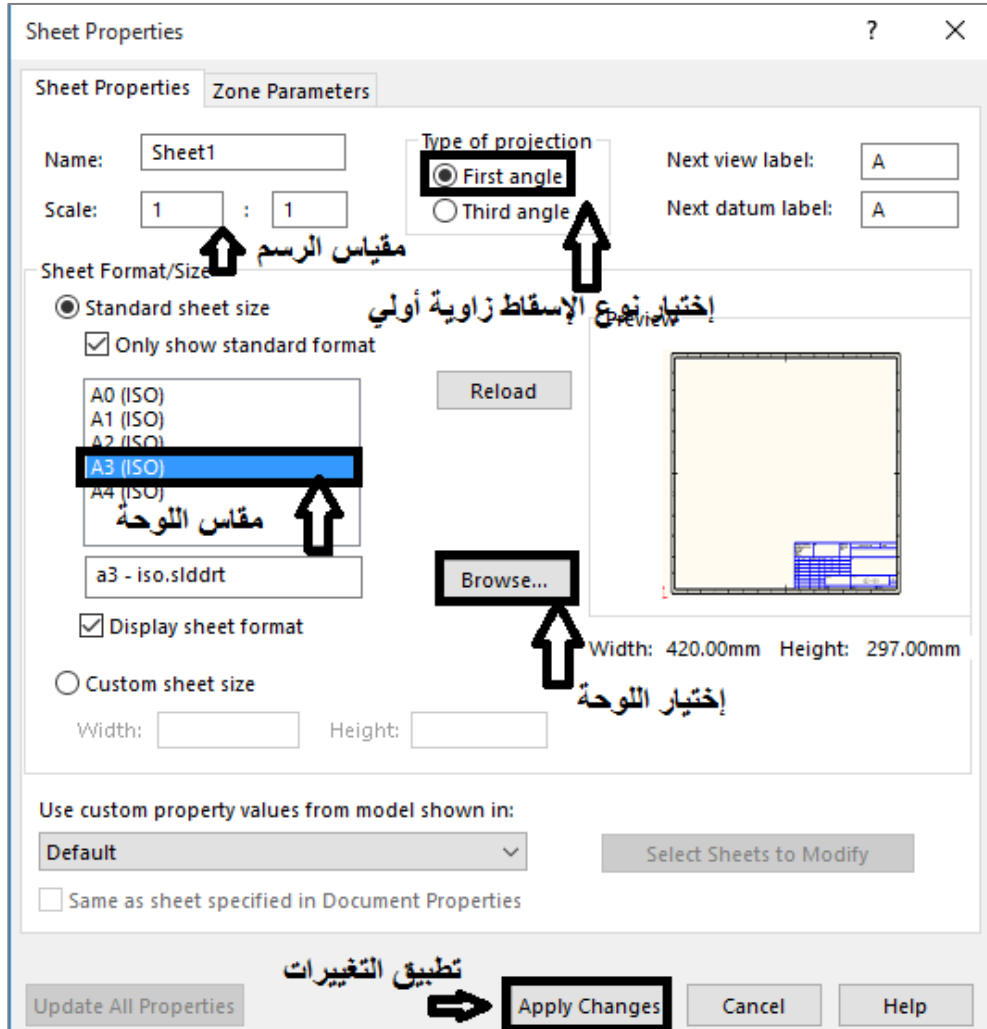 Sheet Properties
? X
Sheet Properties Zone Parameters
Type of projection
Name: Sheet1
First angle
Next view label: A
Scale: 1 : 1
Third angle
Next datum label: A
مقياس الرسم
Sheet Format/Size
إختيار نوع الإسقاط زاوية أولي
Standard sheet size
Preview
Only show standard format
A0 (ISO)
A1 (ISO)
A2 (ISO)
A3 (ISO)
A4 (ISO)
Reload
مقاس اللوحة
a3 - iso.slddrt
Browse...
Display sheet format
Width: 420.00mm Height: 297.00mm
إختيار اللوحة
Custom sheet size
Width: Height:
Use custom property values from model shown in:
Default
Select Sheets to Modify
Same as sheet specified in Document Properties
تطبيق التغييرات
Update All Properties Apply Changes Cancel Help